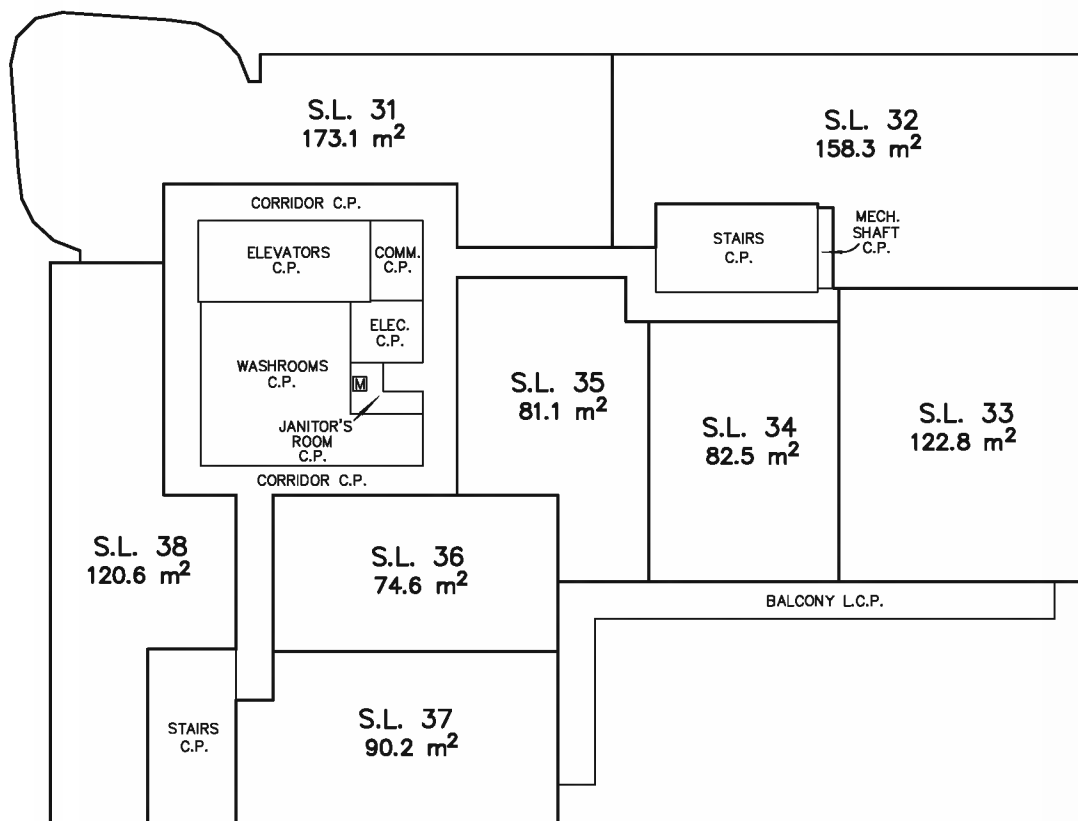 S.L. 31
173.1 m²
S.L. 32
158.3 m²
CORRIDOR C.P.
ELEVATORS
C.P.
COMM.
C.P.
STAIRS
C.P.
MECH.
SHAFT
C.P.
ELEC.
C.P.
WASHROOMS
C.P.
M
JANITOR'S
ROOM
C.P.
CORRIDOR C.P.
S.L. 35
81.1 m²
S.L. 34
82.5 m²
S.L. 33
122.8 m²
S.L. 38
120.6 m²
S.L. 36
74.6 m²
BALCONY L.C.P.
STAIRS
C.P.
S.L. 37
90.2 m²